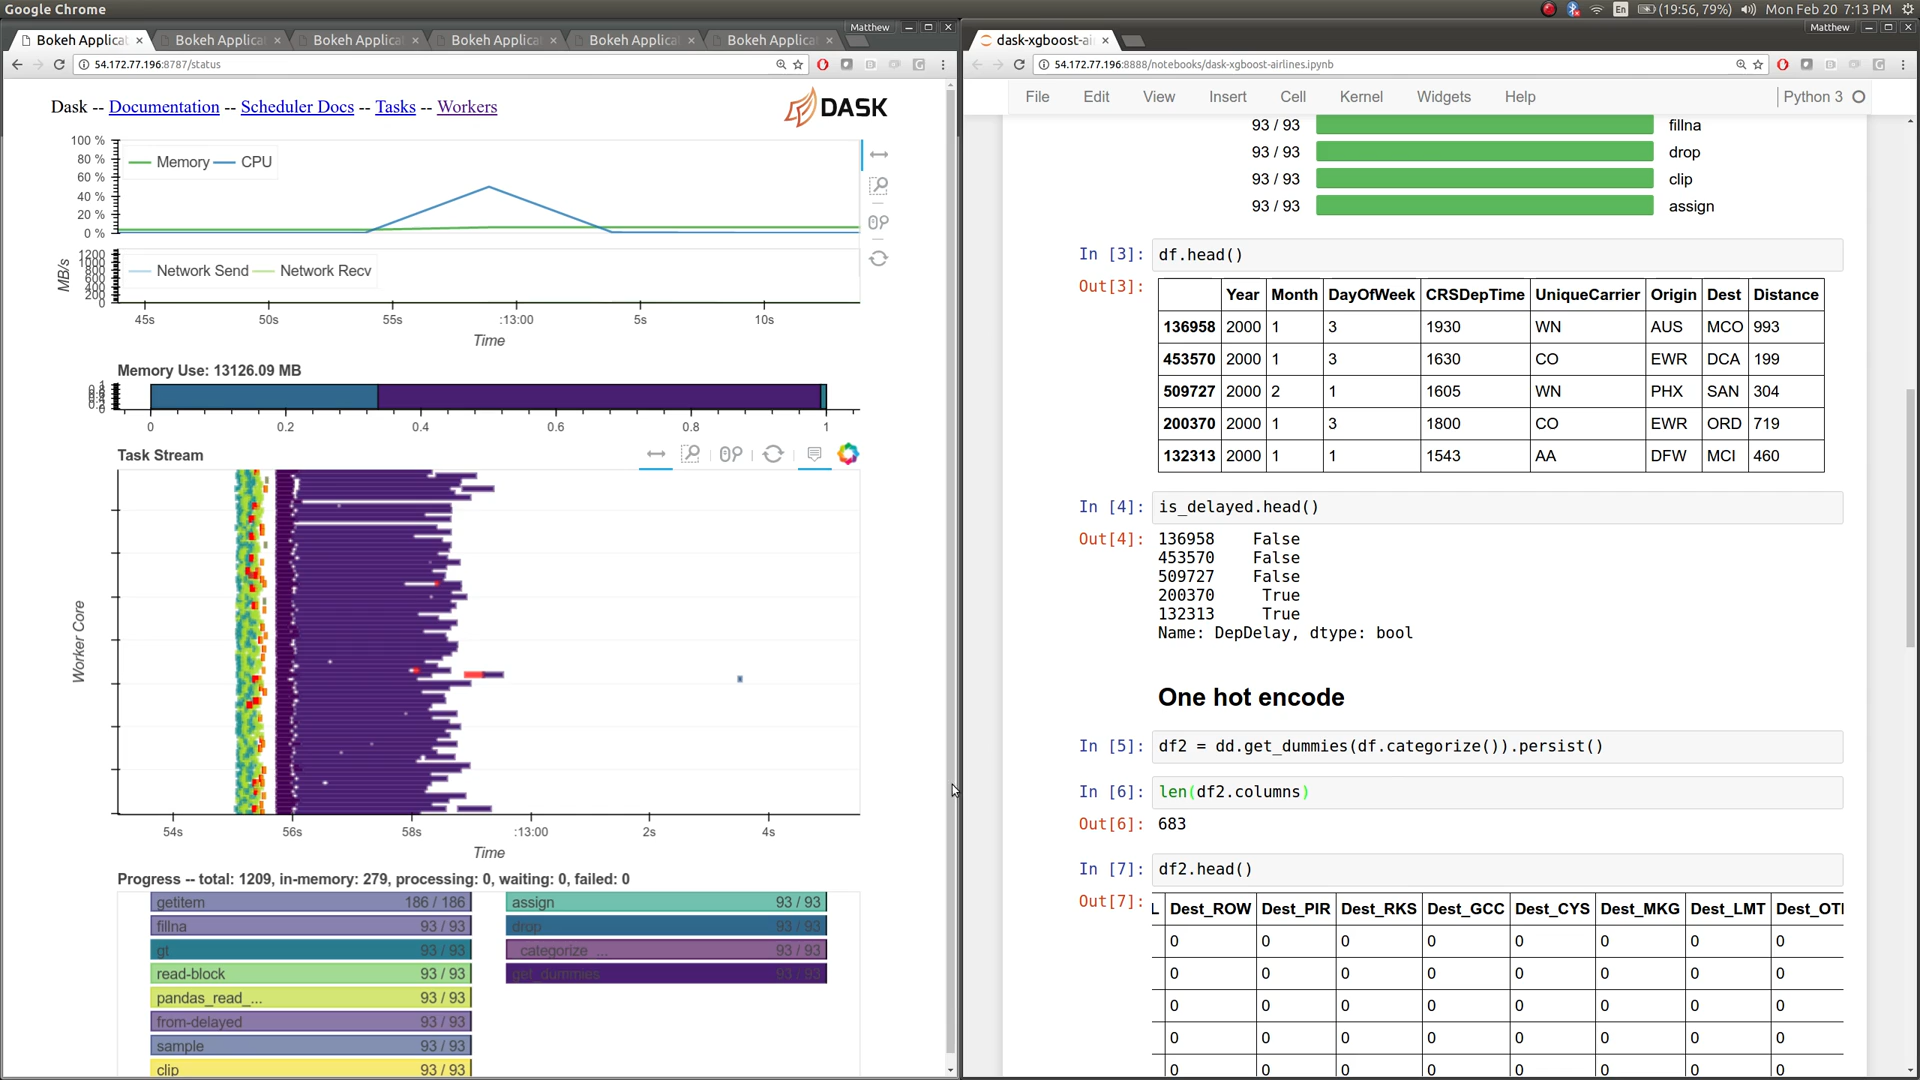 Google Chrome
(19:56, 79%) Mon Feb 20 7:13 PM
En
Matthew
Bokeh Applica × Bokeh Applica × Bokeh Applica × Bokeh Applica × Bokeh Applica × Bokeh Applica ×
54.172.77.196:8787/status
Dask -- Documentation -- Scheduler Docs -- Tasks -- Workers
DASK
100 %
80 %
60 %
40 %
20 %
0 %
Memory CPU
1200
1000
800
600
400
200
0
MB/s
Network Send Network Recv
45s 50s 55s :13:00 5s 10s
Time
Memory Use: 13126.09 MB
0 0.2 0.4 0.6 0.8 1
Task Stream
Worker Core
54s 56s 58s :13:00 2s 4s
Time
Progress -- total: 1209, in-memory: 279, processing: 0, waiting: 0, failed: 0
getitem 186 / 186
fillna 93 / 93
gt 93 / 93
read-block 93 / 93
pandas_read_... 93 / 93
from-delayed 93 / 93
sample 93 / 93
clip 93 / 93
assign 93 / 93
drop 93 / 93
_categorize_... 93 / 93
get_dummies 93 / 93
Matthew
dask-xgboost-ai ×
54.172.77.196:8888/notebooks/dask-xgboost-airlines.ipynb
File Edit View Insert Cell Kernel Widgets Help Python 3
93 / 93 fillna
93 / 93 drop
93 / 93 clip
93 / 93 assign
In [3]: df.head()
Out[3]:
Year Month DayOfWeek CRSDepTime UniqueCarrier Origin Dest Distance
136958 2000 1 3 1930 WN AUS MCO 993
453570 2000 1 3 1630 CO EWR DCA 199
509727 2000 2 1 1605 WN PHX SAN 304
200370 2000 1 3 1800 CO EWR ORD 719
132313 2000 1 1 1543 AA DFW MCI 460
In [4]: is_delayed.head()
Out[4]: 136958 False
453570 False
509727 False
200370 True
132313 True
Name: DepDelay, dtype: bool
One hot encode
In [5]: df2 = dd.get_dummies(df.categorize()).persist()
In [6]: len(df2.columns)
Out[6]: 683
In [7]: df2.head()
Out[7]: L Dest_ROW Dest_PIR Dest_RKS Dest_GCC Dest_CYS Dest_MKG Dest_LMT Dest_OTI
0 0 0 0 0 0 0 0
0 0 0 0 0 0 0 0
0 0 0 0 0 0 0 0
0 0 0 0 0 0 0 0
0 0 0 0 0 0 0 0